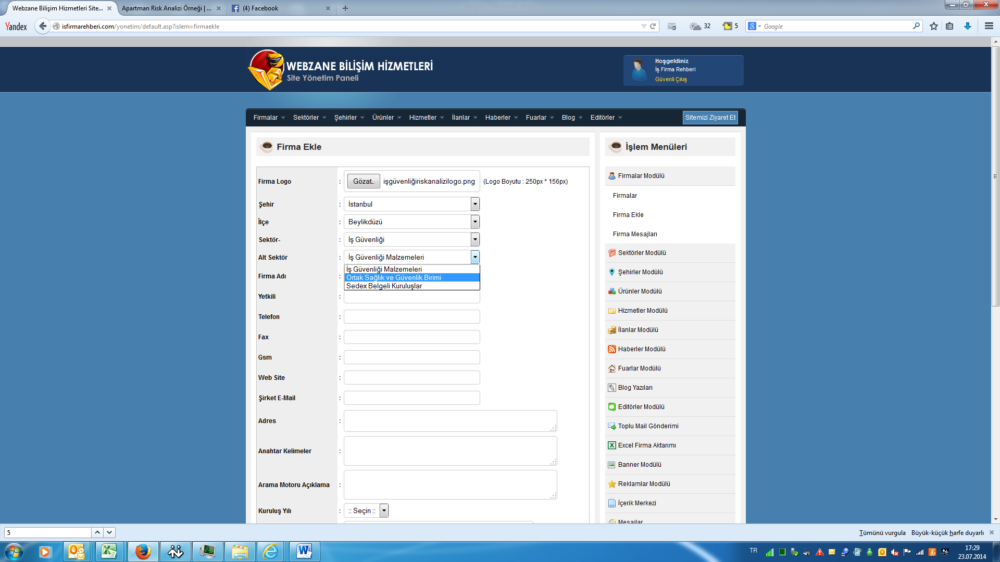 Webzane Bilişim Hizmetleri Site...
Apartman Risk Analizi Örneği | ...
(4) Facebook
Yandex
isfirmarehberi.com/yonetim/default.asp?islem=firmaekle
32
5
Google
WEBZANE BİLİŞİM HİZMETLERİ
Site Yönetim Paneli
Hoşgeldiniz
İş Firma Rehberi
Güvenli Çıkış
Firmalar
Sektörler
Şehirler
Ürünler
Hizmetler
İlanlar
Haberler
Fuarlar
Blog
Editörler
Sitemizi Ziyaret Et
Firma Ekle
Firma Logo : Gözat.. işgüvenliğiriskanalizilogo.png (Logo Boyutu : 250px * 156px)
Şehir : İstanbul
İlçe : Beylikdüzü
Sektör- : İş Güvenliği
Alt Sektör : İş Güvenliği Malzemeleri
İş Güvenliği Malzemeleri
Ortak Sağlık ve Güvenlik Birimi
Sedex Belgeli Kuruluşlar
Firma Adı :
Yetkili :
Telefon :
Fax :
Gsm :
Web Site :
Şirket E-Mail :
Adres :
Anahtar Kelimeler :
Arama Motoru Açıklama :
Kuruluş Yılı : :: Seçin ::
İşlem Menüleri
Firmalar Modülü
Firmalar
Firma Ekle
Firma Mesajları
Sektörler Modülü
Şehirler Modülü
Ürünler Modülü
Hizmetler Modülü
İlanlar Modülü
Haberler Modülü
Fuarlar Modülü
Blog Yazıları
Editörler Modülü
Toplu Mail Gönderimi
Excel Firma Aktarımı
Banner Modülü
Reklamlar Modülü
İçerik Merkezi
Mesajlar
5
Tümünü vurgula
Büyük-küçük harfe duyarlı
TR
17:29
23.07.2014